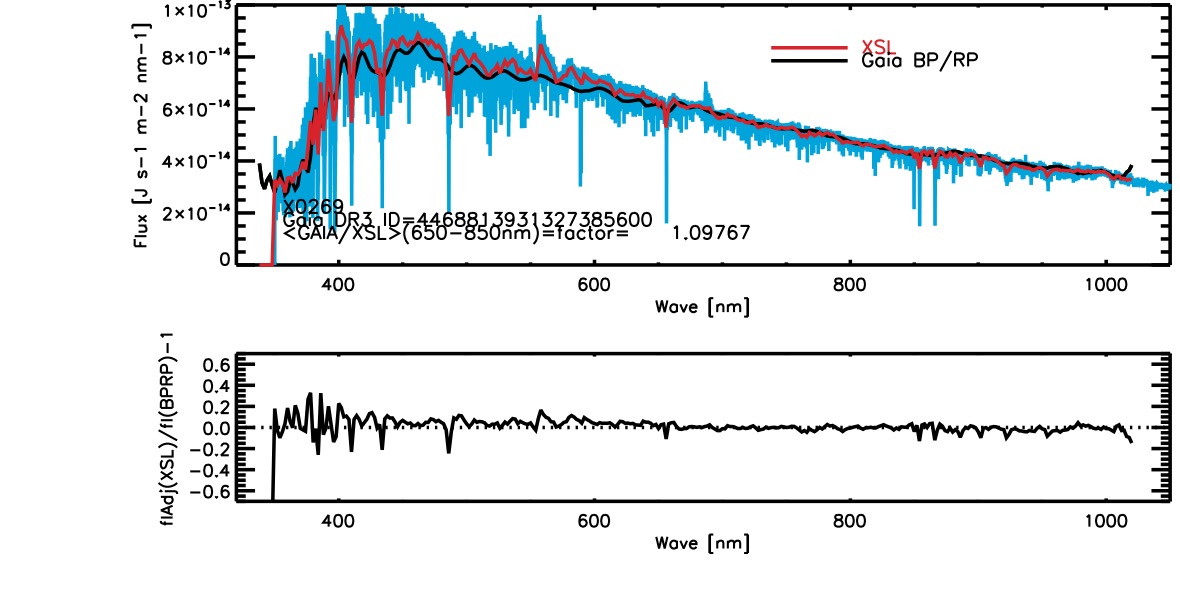 1×10−13
8×10−14
6×10−14
4×10−14
2×10−14
0
Flux [J s−1 m−2 nm−1]
XSL
Gaia BP/RP
X0269
Gaia DR3 ID=4468813931327385600
<GAIA/XSL>(650−850nm)=factor= 1.09767
400 600 800 1000
Wave [nm]
0.6
0.4
0.2
0.0
−0.2
−0.4
−0.6
flAdj(XSL)/fl(BPRP)−1
400 600 800 1000
Wave [nm]